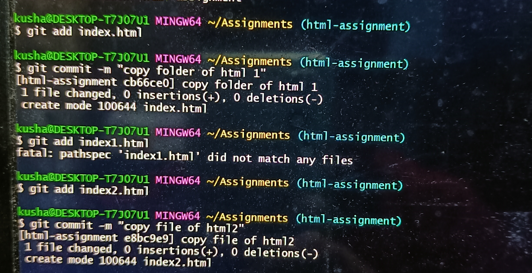 kusha@DESKTOP-T7JO7U1 MINGW64 ~/Assignments (html-assignment)
$ git add index.html
kusha@DESKTOP-T7JO7U1 MINGW64 ~/Assignments (html-assignment)
$ git commit -m "copy folder of html 1"
[html-assignment cb66ce0] copy folder of html 1
1 file changed, 0 insertions(+), 0 deletions(-)
create mode 100644 index.html
kusha@DESKTOP-T7JO7U1 MINGW64 ~/Assignments (html-assignment)
$ git add index1.html
fatal: pathspec 'index1.html' did not match any files
kusha@DESKTOP-T7JO7U1 MINGW64 ~/Assignments (html-assignment)
$ git add index2.html
kusha@DESKTOP-T7JO7U1 MINGW64 ~/Assignments (html-assignment)
$ git commit -m "copy file of html2"
[html-assignment e8bc9e9] copy file of html2
1 file changed, 0 insertions(+), 0 deletions(-)
create mode 100644 index2.html